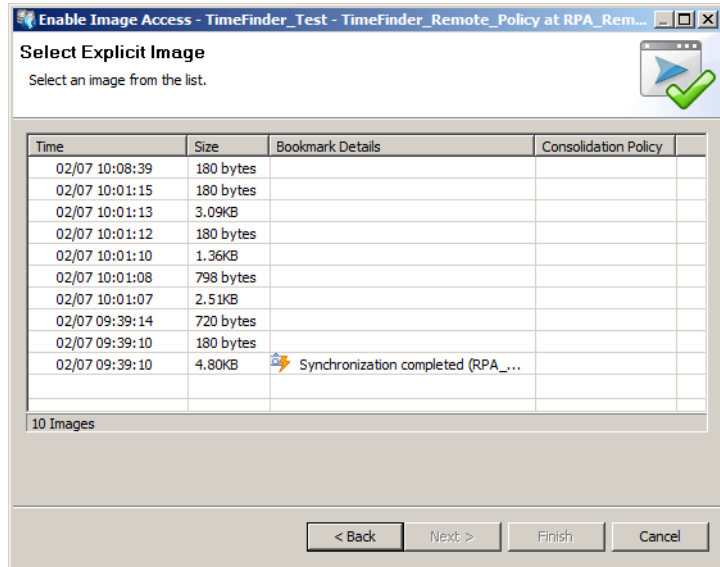 Enable Image Access - TimeFinder_Test - TimeFinder_Remote_Policy at RPA_Rem...
Select Explicit Image
Select an image from the list.
Time Size Bookmark Details Consolidation Policy
02/07 10:08:39 180 bytes
02/07 10:01:15 180 bytes
02/07 10:01:13 3.09KB
02/07 10:01:12 180 bytes
02/07 10:01:10 1.36KB
02/07 10:01:08 798 bytes
02/07 10:01:07 2.51KB
02/07 09:39:14 720 bytes
02/07 09:39:10 180 bytes
02/07 09:39:10 4.80KB Synchronization completed (RPA_...
10 Images
< Back Next > Finish Cancel